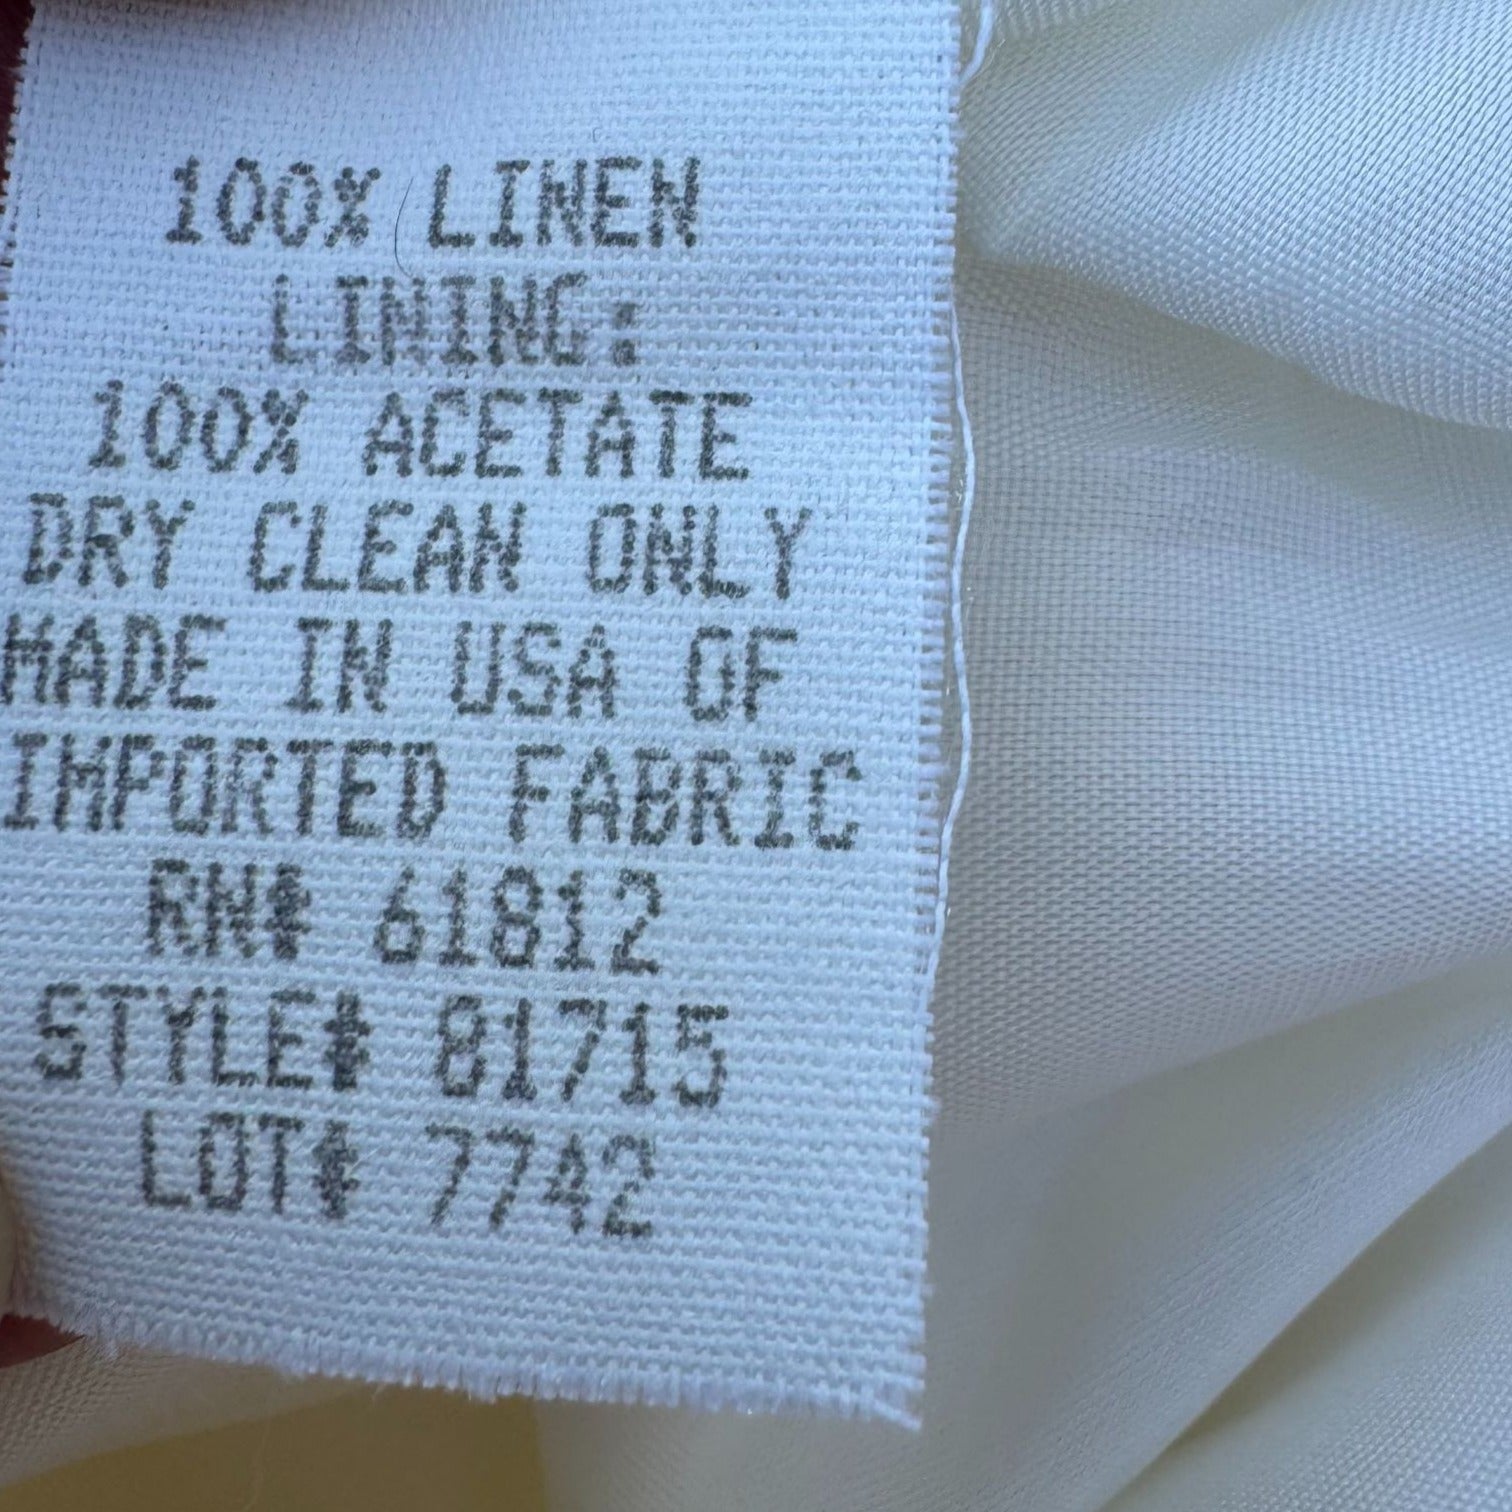 100% LINEN
LINING:
100% ACETATE
DRY CLEAN ONLY
MADE IN USA OF
IMPORTED FABRIC
RN# 61812
STYLE# 81715
LOT# 7742